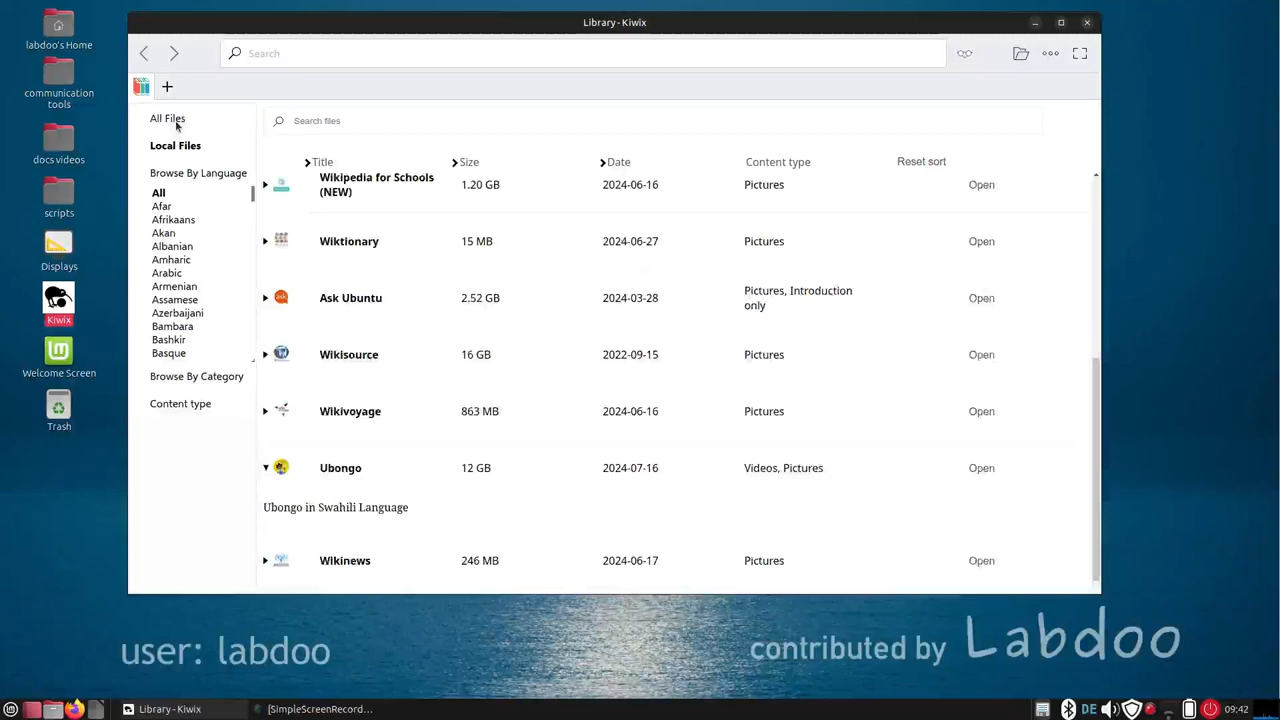 labdoo's Home
communication
tools
docs videos
scripts
Displays
Kiwix
Welcome Screen
Trash
Library - Kiwix
Search
All Files
Local Files
Browse By Language
All
Afar
Afrikaans
Akan
Albanian
Amharic
Arabic
Armenian
Assamese
Azerbaijani
Bambara
Bashkir
Basque
Browse By Category
Content type
Search files
Title Size Date Content type Reset sort
Wikipedia for Schools
(NEW) 1.20 GB 2024-06-16 Pictures Open
Wiktionary 15 MB 2024-06-27 Pictures Open
Ask Ubuntu 2.52 GB 2024-03-28 Pictures, Introduction
only Open
Wikisource 16 GB 2022-09-15 Pictures Open
Wikivoyage 863 MB 2024-06-16 Pictures Open
Ubongo 12 GB 2024-07-16 Videos, Pictures Open
Ubongo in Swahili Language
Wikinews 246 MB 2024-06-17 Pictures Open
user: labdoo
contributed by Labdoo
Library - Kiwix
[SimpleScreenRecord...
DE
09:42